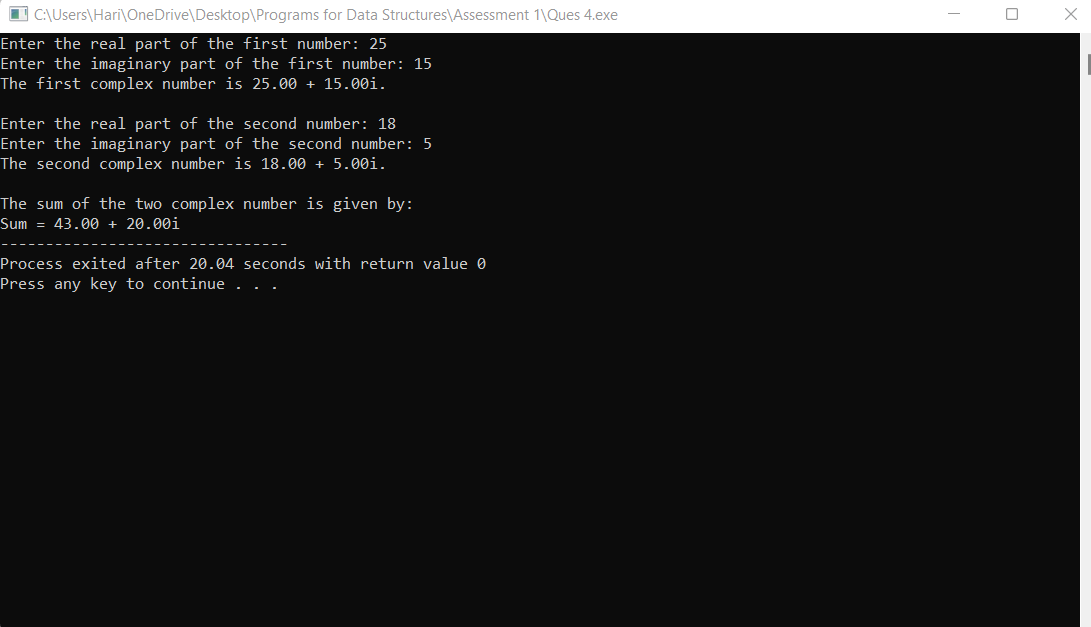 C:\Users\Hari\OneDrive\Desktop\Programs for Data Structures\Assessment 1\Ques 4.exe
Enter the real part of the first number: 25
Enter the imaginary part of the first number: 15
The first complex number is 25.00 + 15.00i.
Enter the real part of the second number: 18
Enter the imaginary part of the second number: 5
The second complex number is 18.00 + 5.00i.
The sum of the two complex number is given by:
Sum = 43.00 + 20.00i
--------------------------------
Process exited after 20.04 seconds with return value 0
Press any key to continue . . .